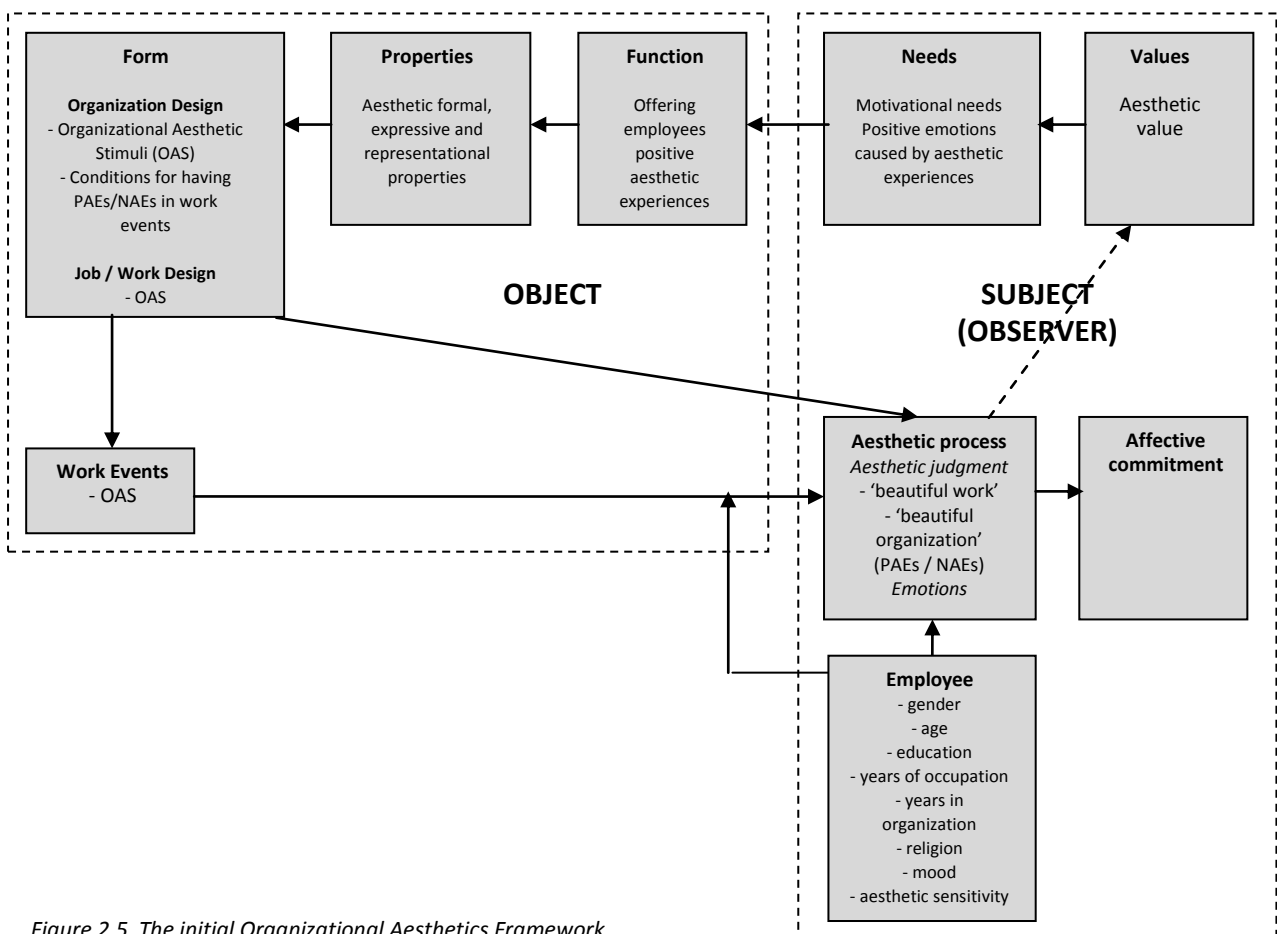 Form
Organization Design
- Organizational Aesthetic
Stimuli (OAS)
- Conditions for having
PAEs/NAEs in work
events
Job / Work Design
- OAS
Properties
Aesthetic formal,
expressive and
representational
properties
Function
Offering
employees
positive
aesthetic
experiences
Needs
Motivational needs
Positive emotions
caused by aesthetic
experiences
Values
Aesthetic
value
OBJECT
SUBJECT
(OBSERVER)
Work Events
- OAS
Aesthetic process
Aesthetic judgment
- ‘beautiful work’
- ‘beautiful
organization’
(PAEs / NAEs)
Emotions
Affective
commitment
Employee
- gender
- age
- education
- years of occupation
- years in
organization
- religion
- mood
- aesthetic sensitivity
Figure 2.5. The initial Organizational Aesthetics Framework